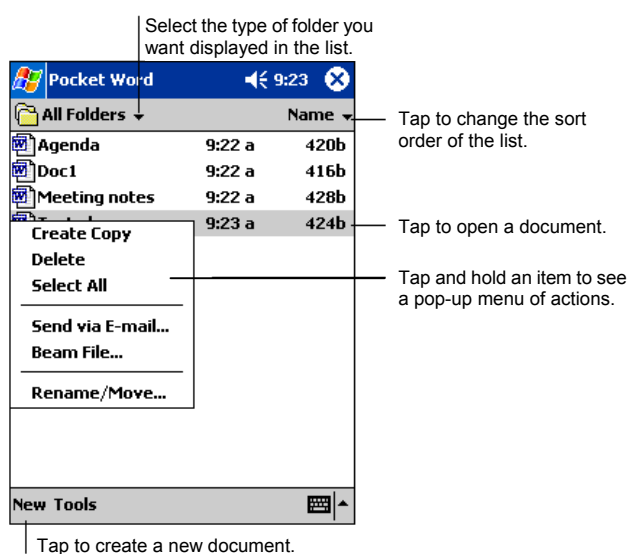 Select the type of folder you
want displayed in the list.
Pocket Word 9:23
All Folders Name
Tap to change the sort
order of the list.
Agenda 9:22 a 420b
Doc1 9:22 a 416b
Meeting notes 9:22 a 428b
9:23 a 424b
Tap to open a document.
Create Copy
Delete
Select All
Tap and hold an item to see
a pop-up menu of actions.
Send via E-mail...
Beam File...
Rename/Move...
New Tools
Tap to create a new document.